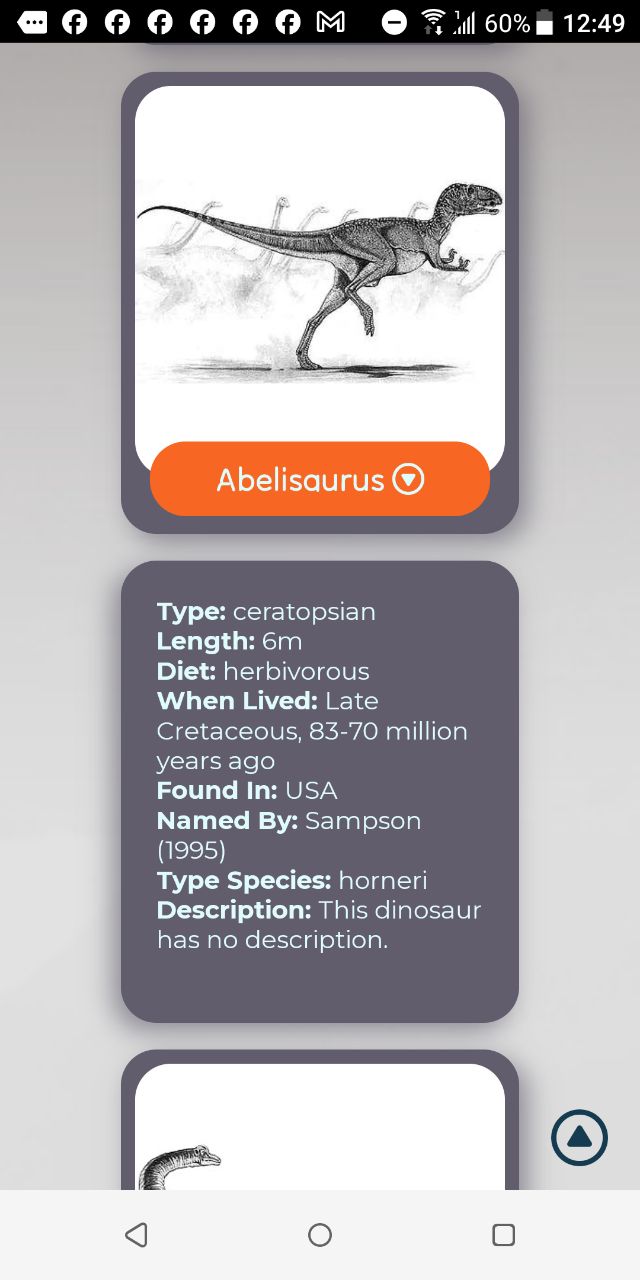 60% 12:49
Abelisaurus
Type: ceratopsian
Length: 6m
Diet: herbivorous
When Lived: Late
Cretaceous, 83-70 million
years ago
Found In: USA
Named By: Sampson
(1995)
Type Species: horneri
Description: This dinosaur
has no description.